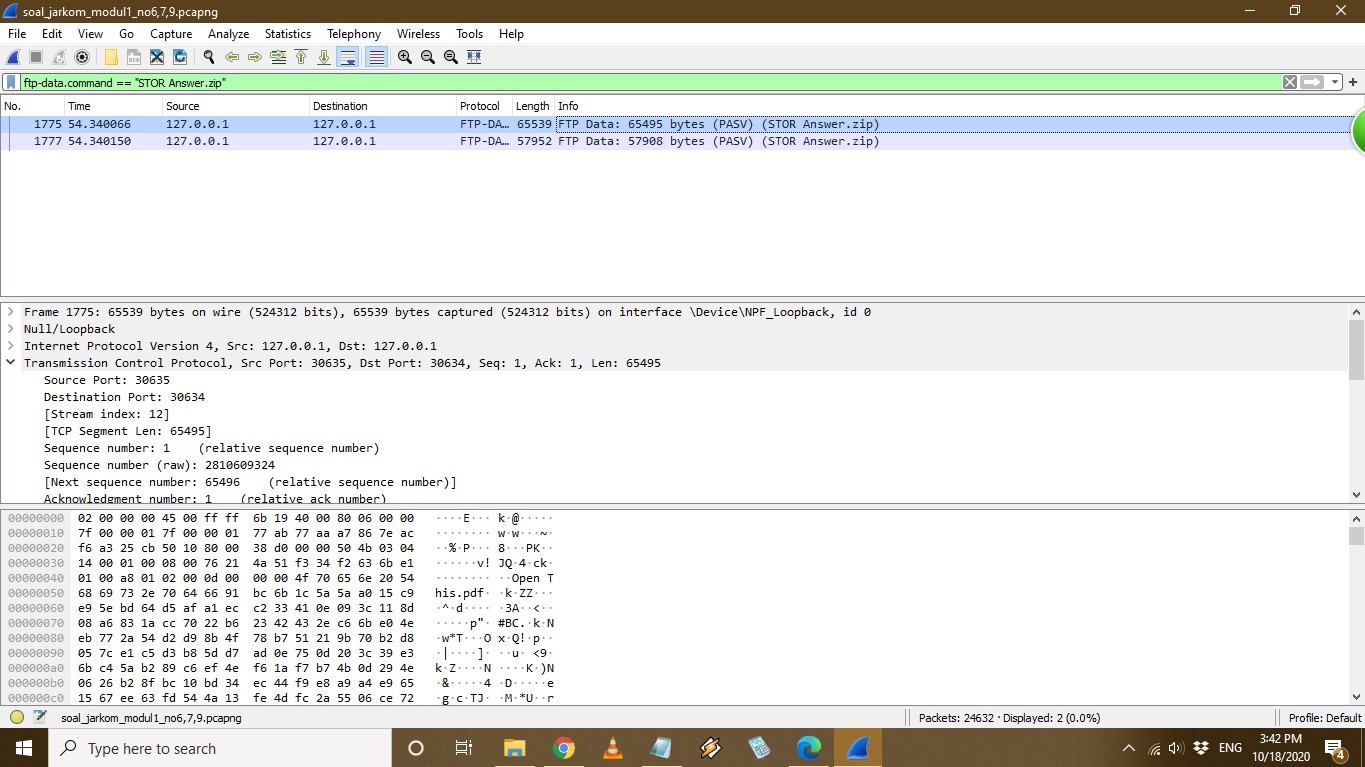 soal_jarkom_modul1_no6,7,9.pcapng
File Edit View Go Capture Analyze Statistics Telephony Wireless Tools Help
ftp-data.command == "STOR Answer.zip"
No. Time Source Destination Protocol Length Info
1775 54.340066 127.0.0.1 127.0.0.1 FTP-DA… 65539 FTP Data: 65495 bytes (PASV) (STOR Answer.zip)
1777 54.340150 127.0.0.1 127.0.0.1 FTP-DA… 57952 FTP Data: 57908 bytes (PASV) (STOR Answer.zip)
Frame 1775: 65539 bytes on wire (524312 bits), 65539 bytes captured (524312 bits) on interface \Device\NPF_Loopback, id 0
Null/Loopback
Internet Protocol Version 4, Src: 127.0.0.1, Dst: 127.0.0.1
Transmission Control Protocol, Src Port: 30635, Dst Port: 30634, Seq: 1, Ack: 1, Len: 65495
Source Port: 30635
Destination Port: 30634
[Stream index: 12]
[TCP Segment Len: 65495]
Sequence number: 1 (relative sequence number)
Sequence number (raw): 2810609324
[Next sequence number: 65496 (relative sequence number)]
Acknowledgment number: 1 (relative ack number)
00000000 02 00 00 00 45 00 ff ff 6b 19 40 00 80 06 00 00 ····E··· k·@·····
00000010 7f 00 00 01 7f 00 00 01 77 ab 77 aa a7 86 7e ac ········ w·w···~·
00000020 f6 a3 25 cb 50 10 80 00 38 d0 00 00 50 4b 03 04 ··%·P··· 8···PK··
00000030 14 00 01 00 08 00 76 21 4a 51 f3 34 f2 63 6b e1 ······v! JQ·4·ck·
00000040 01 00 a8 01 02 00 0d 00 00 00 4f 70 65 6e 20 54 ········ ··Open T
00000050 68 69 73 2e 70 64 66 91 bc 6b 1c 5a 5a a0 15 c9 his.pdf· ·k·ZZ···
00000060 e9 5e bd 64 d5 af a1 ec c2 33 41 0e 09 3c 11 8d ·^·d···· ·3A··<··
00000070 08 a6 83 1a cc 70 22 b6 23 42 43 2e c6 6b e0 4e ·····p"· #BC.·k·N
00000080 eb 77 2a 54 d2 d9 8b 4f 78 b7 51 21 9b 70 b2 d8 ·w*T···O x·Q!·p··
00000090 05 7c e1 c5 d3 b8 5d d7 ad 0e 75 0d 20 3c 39 e3 ·|····]· ··u· <9·
000000a0 6b c4 5a b2 89 c6 ef 4e f6 1a f7 b7 4b 0d 29 4e k·Z····N ····K·)N
000000b0 06 26 b2 8f bc 10 bd 34 ec 44 f9 e8 a9 a4 e9 65 ·&·····4 ·D·····e
000000c0 15 67 ee 63 fd 54 4a 13 fe 4d fc 2a 55 06 ce 72 ·g·c·TJ· ·M·*U··r
soal_jarkom_modul1_no6,7,9.pcapng Packets: 24632 · Displayed: 2 (0.0%) Profile: Default
Type here to search ENG 3:42 PM 10/18/2020 4